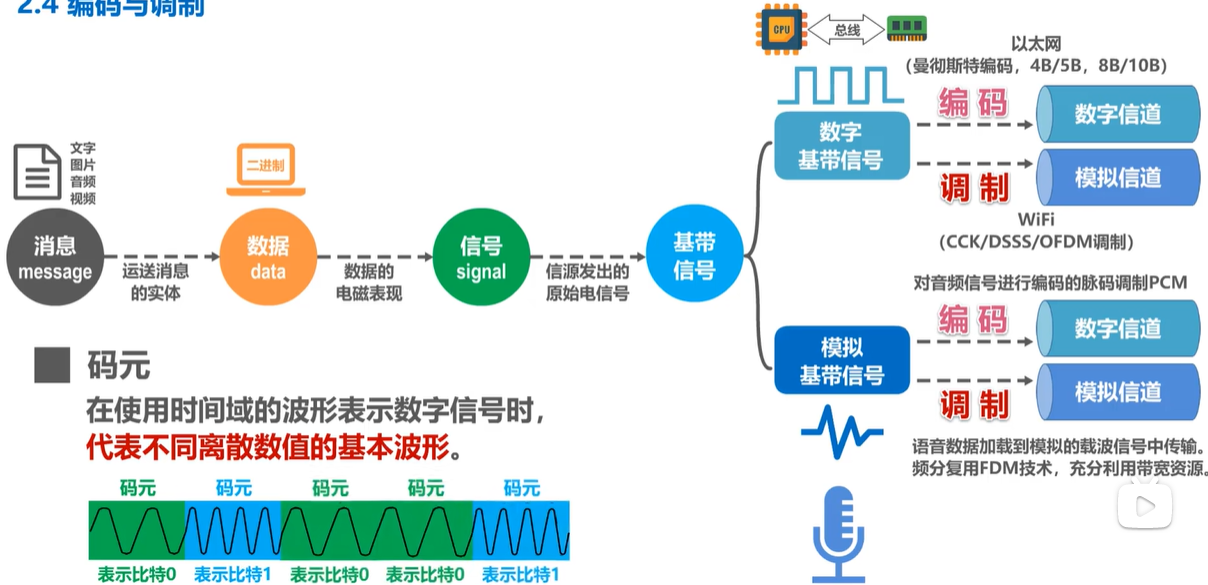 2.4 编码与调制
CPU
总线
以太网
(曼彻斯特编码，4B/5B，8B/10B)
编 码
数字信道
数字
基带信号
调 制
模拟信道
WiFi
(CCK/DSSS/OFDM调制)
文字
图片
音频
视频
二进制
消息
message
运送消息
的实体
数据
data
数据的
电磁表现
信号
signal
信源发出的
原始电信号
基带
信号
对音频信号进行编码的脉码调制PCM
编 码
数字信道
模拟
基带信号
调 制
模拟信道
语音数据加载到模拟的载波信号中传输。
频分复用FDM技术，充分利用带宽资源。
码元
在使用时间域的波形表示数字信号时，
代表不同离散数值的基本波形。
码元 码元 码元 码元 码元
表示比特0 表示比特1 表示比特0 表示比特0 表示比特1